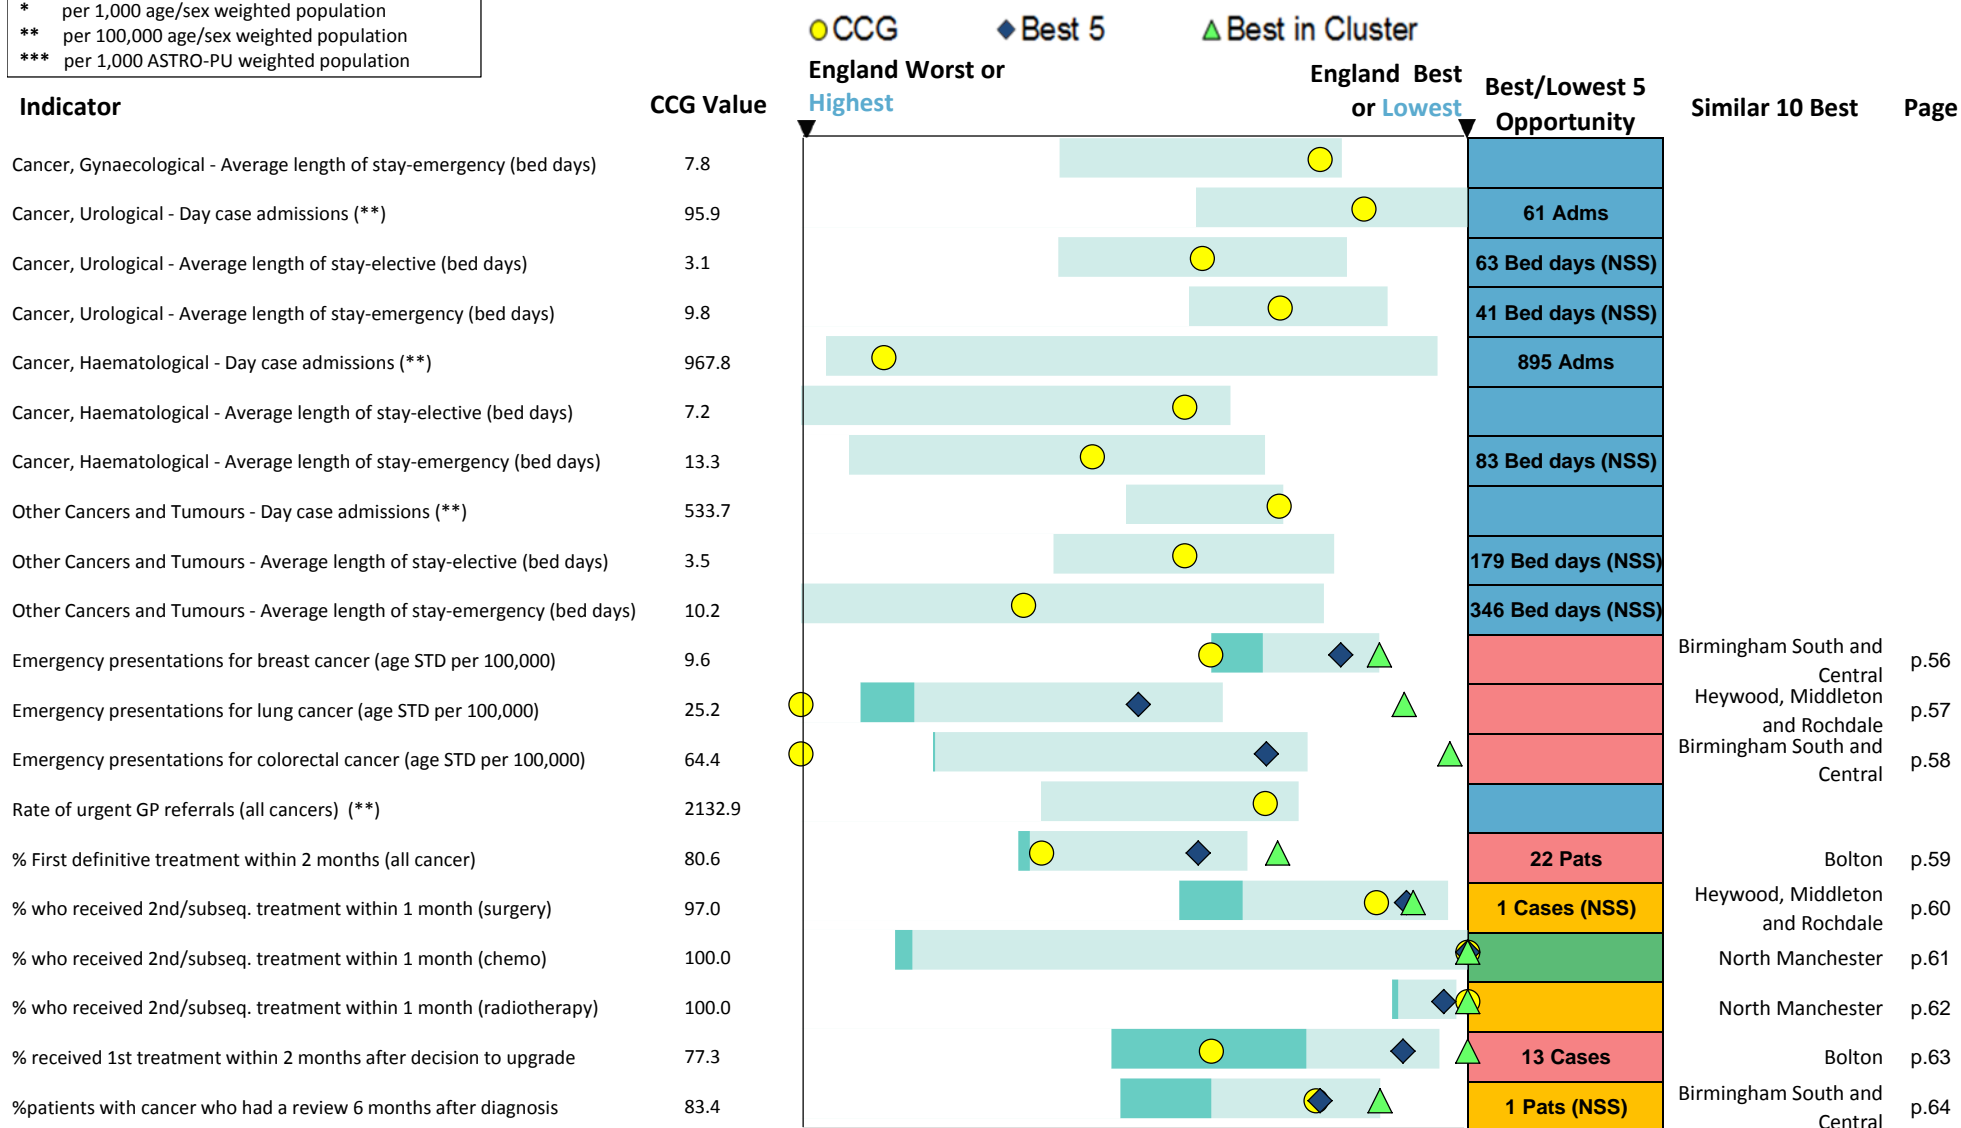 * per 1,000 age/sex weighted population
** per 100,000 age/sex weighted population
*** per 1,000 ASTRO-PU weighted population
CCG Best 5 Best in Cluster
England Worst or
Highest
England Best
or Lowest
Indicator CCG Value Best/Lowest 5
Opportunity Similar 10 Best Page
Cancer, Gynaecological - Average length of stay-emergency (bed days) 7.8
Cancer, Urological - Day case admissions (**) 95.9 61 Adms
Cancer, Urological - Average length of stay-elective (bed days) 3.1 63 Bed days (NSS)
Cancer, Urological - Average length of stay-emergency (bed days) 9.8 41 Bed days (NSS)
Cancer, Haematological - Day case admissions (**) 967.8 895 Adms
Cancer, Haematological - Average length of stay-elective (bed days) 7.2
Cancer, Haematological - Average length of stay-emergency (bed days) 13.3 83 Bed days (NSS)
Other Cancers and Tumours - Day case admissions (**) 533.7
Other Cancers and Tumours - Average length of stay-elective (bed days) 3.5 179 Bed days (NSS)
Other Cancers and Tumours - Average length of stay-emergency (bed days) 10.2 346 Bed days (NSS)
Emergency presentations for breast cancer (age STD per 100,000) 9.6 Birmingham South and
Central p.56
Emergency presentations for lung cancer (age STD per 100,000) 25.2 Heywood, Middleton
and Rochdale p.57
Emergency presentations for colorectal cancer (age STD per 100,000) 64.4 Birmingham South and
Central p.58
Rate of urgent GP referrals (all cancers) (**) 2132.9
% First definitive treatment within 2 months (all cancer) 80.6 22 Pats Bolton p.59
% who received 2nd/subseq. treatment within 1 month (surgery) 97.0 1 Cases (NSS) Heywood, Middleton
and Rochdale p.60
% who received 2nd/subseq. treatment within 1 month (chemo) 100.0 North Manchester p.61
% who received 2nd/subseq. treatment within 1 month (radiotherapy) 100.0 North Manchester p.62
% received 1st treatment within 2 months after decision to upgrade 77.3 13 Cases Bolton p.63
%patients with cancer who had a review 6 months after diagnosis 83.4 1 Pats (NSS) Birmingham South and
Central p.64